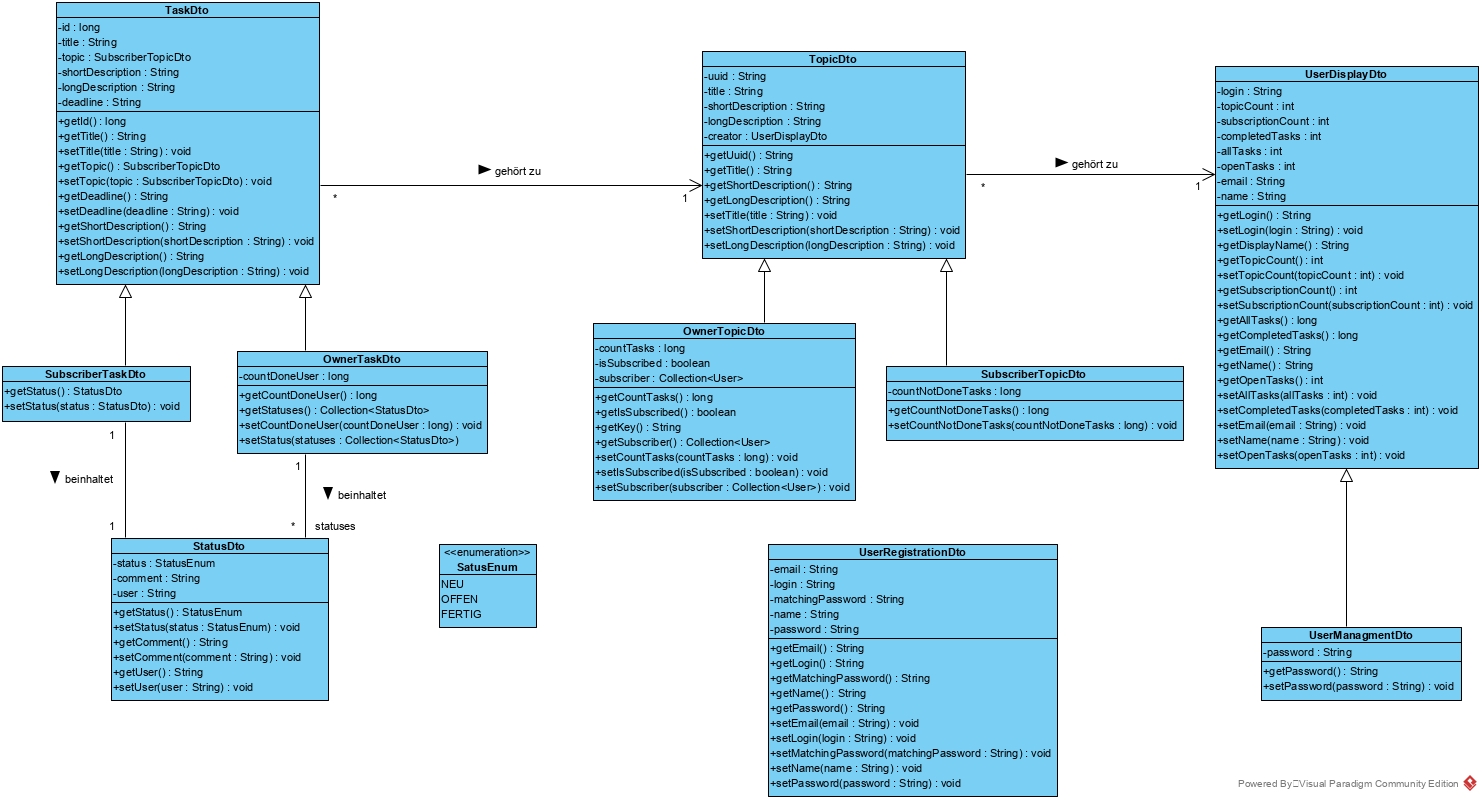 TaskDto
-id : long
-title : String
-topic : SubscriberTopicDto
-shortDescription : String
-longDescription : String
-deadline : String
+getId() : long
+getTitle() : String
+setTitle(title : String) : void
+getTopic() : SubscriberTopicDto
+setTopic(topic : SubscriberTopicDto) : void
+getDeadline() : String
+setDeadline(deadline : String) : void
+getShortDescription() : String
+setShortDescription(shortDescription : String) : void
+getLongDescription() : String
+setLongDescription(longDescription : String) : void
gehört zu
*
1
TopicDto
-uuid : String
-title : String
-shortDescription : String
-longDescription : String
-creator : UserDisplayDto
+getUuid() : String
+getTitle() : String
+getShortDescription() : String
+getLongDescription() : String
+setTitle(title : String) : void
+setShortDescription(shortDescription : String) : void
+setLongDescription(longDescription : String) : void
gehört zu
*
1
UserDisplayDto
-login : String
-topicCount : int
-subscriptionCount : int
-completedTasks : int
-allTasks : int
-openTasks : int
-email : String
-name : String
+getLogin() : String
+setLogin(login : String) : void
+getDisplayName() : String
+getTopicCount() : int
+setTopicCount(topicCount : int) : void
+getSubscriptionCount() : int
+setSubscriptionCount(subscriptionCount : int) : void
+getAllTasks() : long
+getCompletedTasks() : long
+getEmail() : String
+getName() : String
+getOpenTasks() : int
+setAllTasks(allTasks : int) : void
+setCompletedTasks(completedTasks : int) : void
+setEmail(email : String) : void
+setName(name : String) : void
+setOpenTasks(openTasks : int) : void
SubscriberTaskDto
+getStatus() : StatusDto
+setStatus(status : StatusDto) : void
1
beinhaltet
1
OwnerTaskDto
-countDoneUser : long
+getCountDoneUser() : long
+getStatuses() : Collection<StatusDto>
+setCountDoneUser(countDoneUser : long) : void
+setStatus(statuses : Collection<StatusDto>)
1
beinhaltet
*
statuses
OwnerTopicDto
-countTasks : long
-isSubscribed : boolean
-subscriber : Collection<User>
+getCountTasks() : long
+getIsSubscribed() : boolean
+getKey() : String
+getSubscriber() : Collection<User>
+setCountTasks(countTasks : long) : void
+setIsSubscribed(isSubscribed : boolean) : void
+setSubscriber(subscriber : Collection<User>) : void
SubscriberTopicDto
-countNotDoneTasks : long
+getCountNotDoneTasks() : long
+setCountNotDoneTasks(countNotDoneTasks : long) : void
StatusDto
-status : StatusEnum
-comment : String
-user : String
+getStatus() : StatusEnum
+setStatus(status : StatusEnum) : void
+getComment() : String
+setComment(comment : String) : void
+getUser() : String
+setUser(user : String) : void
<<enumeration>>
SatusEnum
NEU
OFFEN
FERTIG
UserRegistrationDto
-email : String
-login : String
-matchingPassword : String
-name : String
-password : String
+getEmail() : String
+getLogin() : String
+getMatchingPassword() : String
+getName() : String
+getPassword() : String
+setEmail(email : String) : void
+setLogin(login : String) : void
+setMatchingPassword(matchingPassword : String) : void
+setName(name : String) : void
+setPassword(password : String) : void
UserManagmentDto
-password : String
+getPassword() : String
+setPassword(password : String) : void
Powered By Visual Paradigm Community Edition